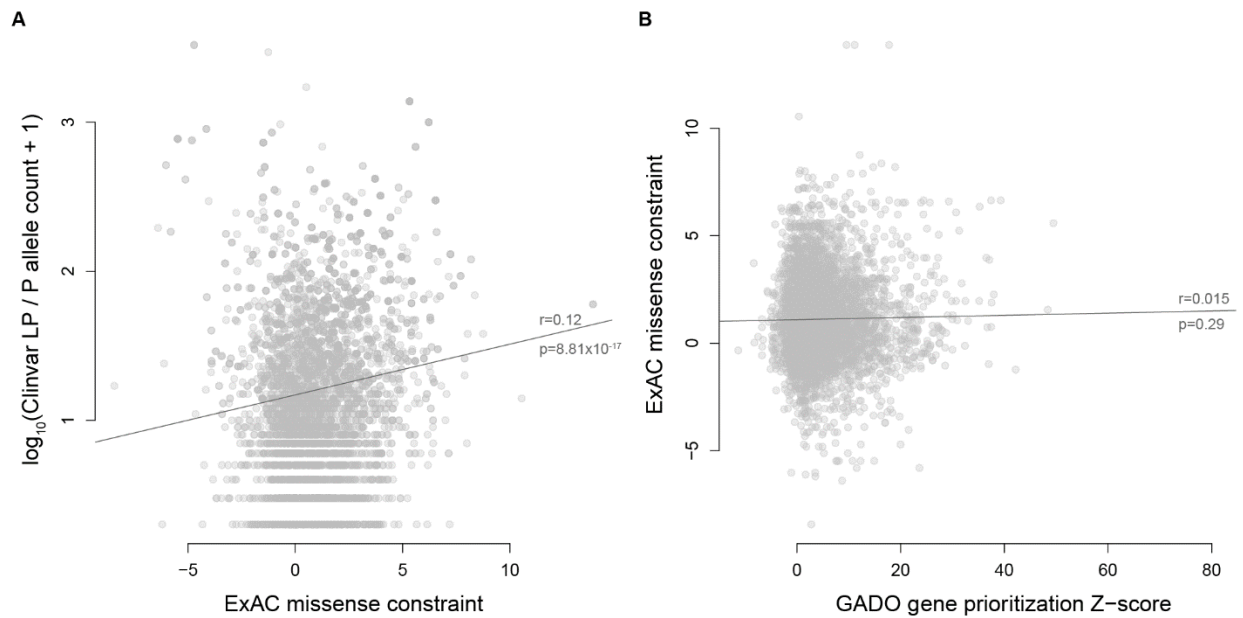 A
log₁₀(Clinvar LP / P allele count + 1)
3
2
1
r=0.12
p=8.81x10⁻¹⁷
−5
0
5
10
ExAC missense constraint
B
ExAC missense constraint
10
5
0
−5
r=0.015
p=0.29
0
20
40
60
80
GADO gene prioritization Z−score